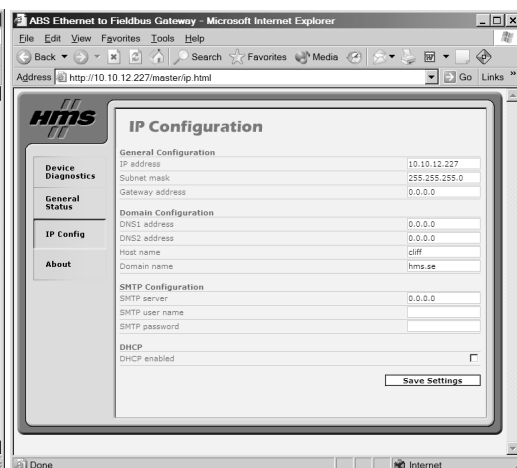 ABS Ethernet to Fieldbus Gateway - Microsoft Internet Explorer
File Edit View Favorites Tools Help
Back Search Favorites Media
Address http://10.10.12.227/master/ip.html Go Links »
HMS
IP Configuration
Device
Diagnostics
General
Status
IP Config
About
General Configuration
IP address 10.10.12.227
Subnet mask 255.255.255.0
Gateway address 0.0.0.0
Domain Configuration
DNS1 address 0.0.0.0
DNS2 address 0.0.0.0
Host name cliff
Domain name hms.se
SMTP Configuration
SMTP server 0.0.0.0
SMTP user name
SMTP password
DHCP
DHCP enabled
Save Settings
Done Internet